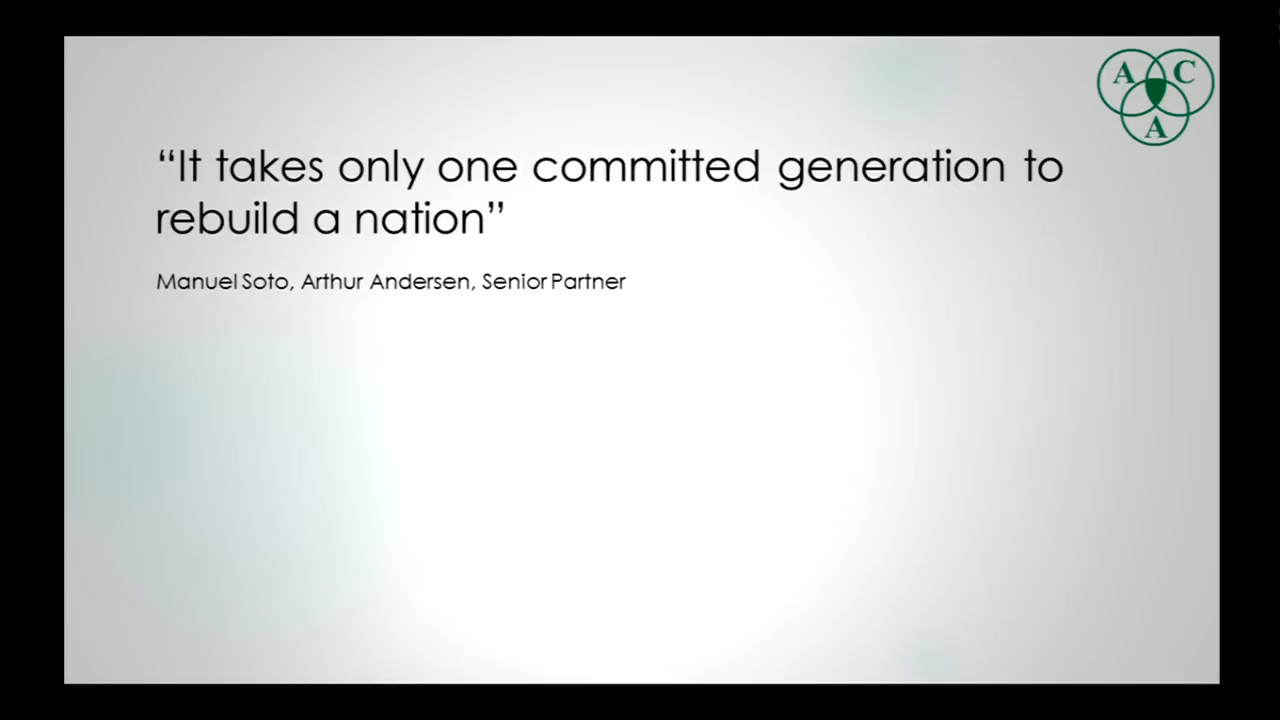 A C
A
“It takes only one committed generation to
rebuild a nation”
Manuel Soto, Arthur Andersen, Senior Partner